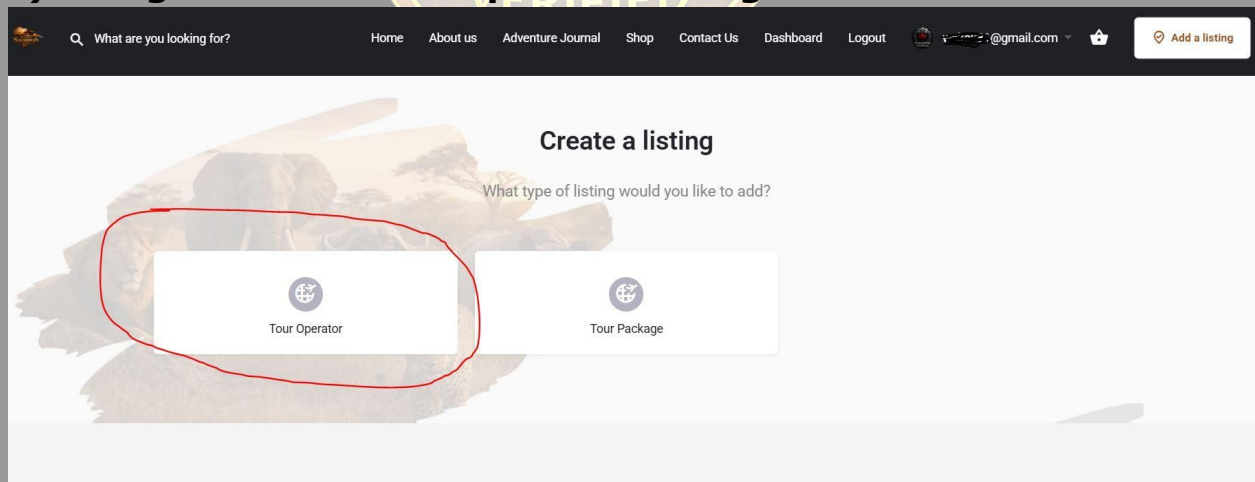 VERIFIED
What are you looking for?
Home About us Adventure Journal Shop Contact Us Dashboard Logout @gmail.com Add a listing
Create a listing
What type of listing would you like to add?
Tour Operator Tour Package